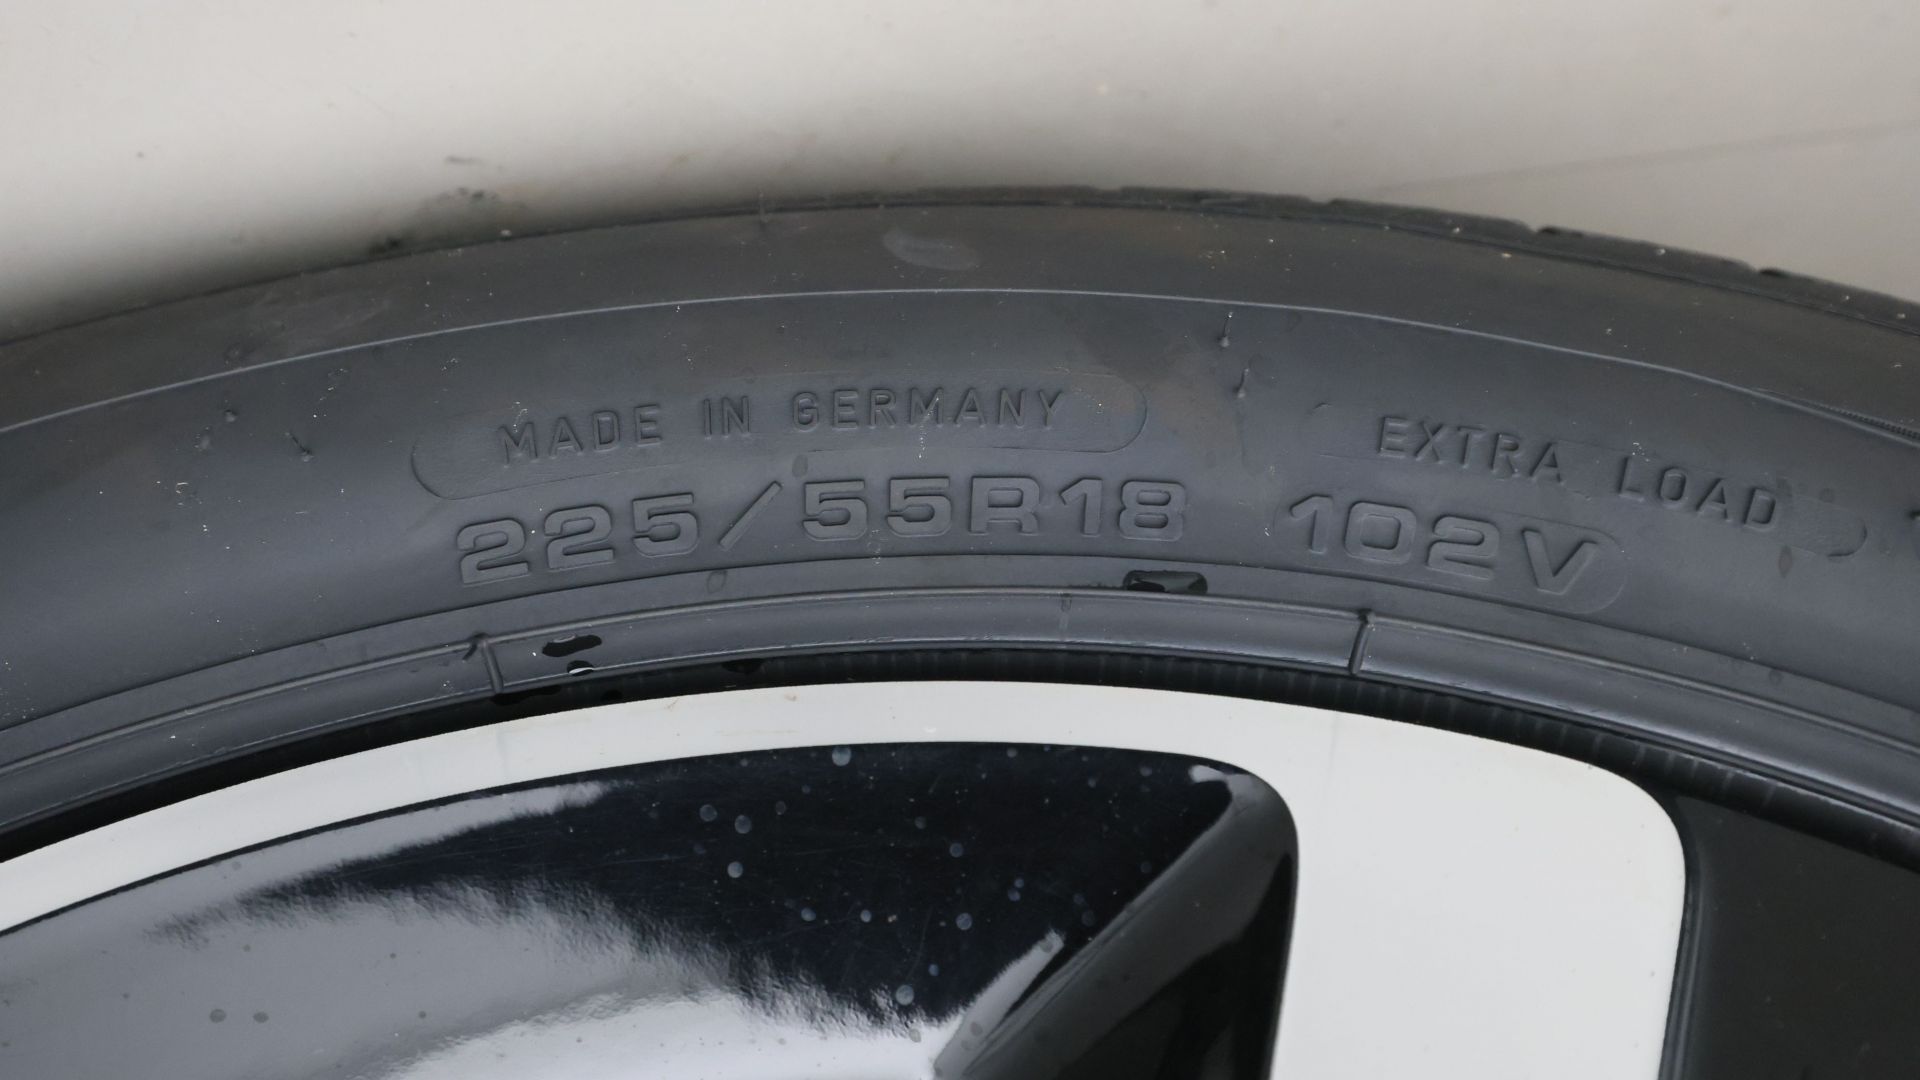 MADE IN GERMANY
EXTRA LOAD
225/55R18 102V